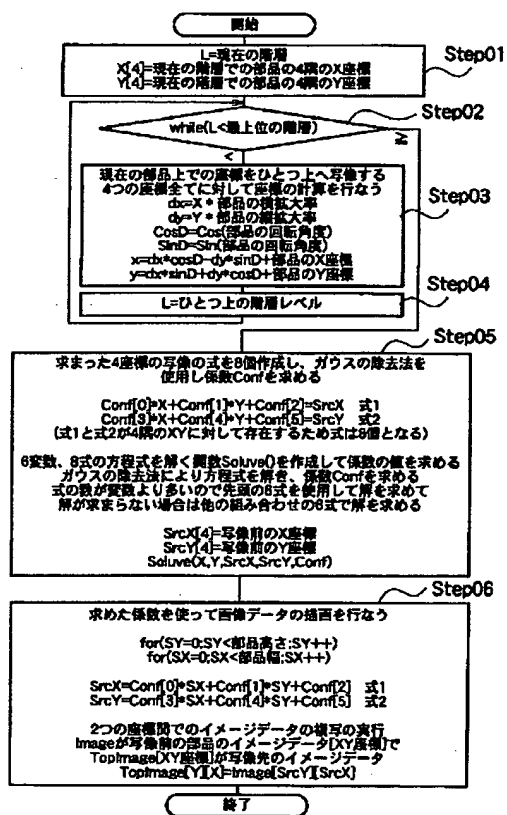 開始
L=現在の階層
X[4]=現在の階層での部品の4隅のX座標
Y[4]=現在の階層での部品の4隅のY座標
Step01
Step02
while(L<最上位の階層)
≧
<
現在の部品上での座標をひとつ上へ写像する
4つの座標全てに対して座標の計算を行なう
dx=X * 部品の横拡大率
dy=Y * 部品の縦拡大率
CosD=Cos(部品の回転角度)
SinD=Sin(部品の回転角度)
x=dx*cosD-dy*sinD+部品のX座標
y=dx*sinD+dy*cosD+部品のY座標
Step03
Step04
L=ひとつ上の階層レベル
Step05
求まった4座標の写像の式を8個作成し、ガウスの除去法を
使用し係数Confを求める
Conf[0]*X+Conf[1]*Y+Conf[2]=SrcX 式1
Conf[3]*X+Conf[4]*Y+Conf[5]=SrcY 式2
(式1と式2が4隅のXYに対して存在するため式は8個となる)
6変数、8式の方程式を解く関数Soluve()を作成して係数の値を求める
ガウスの除去法により方程式を解き、係数Confを求める
式の数が変数より多いので先頭の6式を使用して解を求めて
解が求まらない場合は他の組み合わせの6式で解を求める
SrcX[4]=写像前のX座標
SrcY[4]=写像前のY座標
Soluve(X,Y,SrcX,SrcY,Conf)
Step06
求めた係数を使って画像データの描画を行なう
for(SY=0;SY<部品高さ;SY++)
for(SX=0;SX<部品幅;SX++)
SrcX=Conf[0]*SX+Conf[1]*SY+Conf[2] 式1
SrcY=Conf[3]*SX+Conf[4]*SY+Conf[5] 式2
2つの座標間でのイメージデータの複写の実行
Imageが写像前の部品のイメージデータ[XY座標]で
TopImage[XY座標]が写像先のイメージデータ
TopImage[Y][X]=Image[SrcY][SrcX]
終了